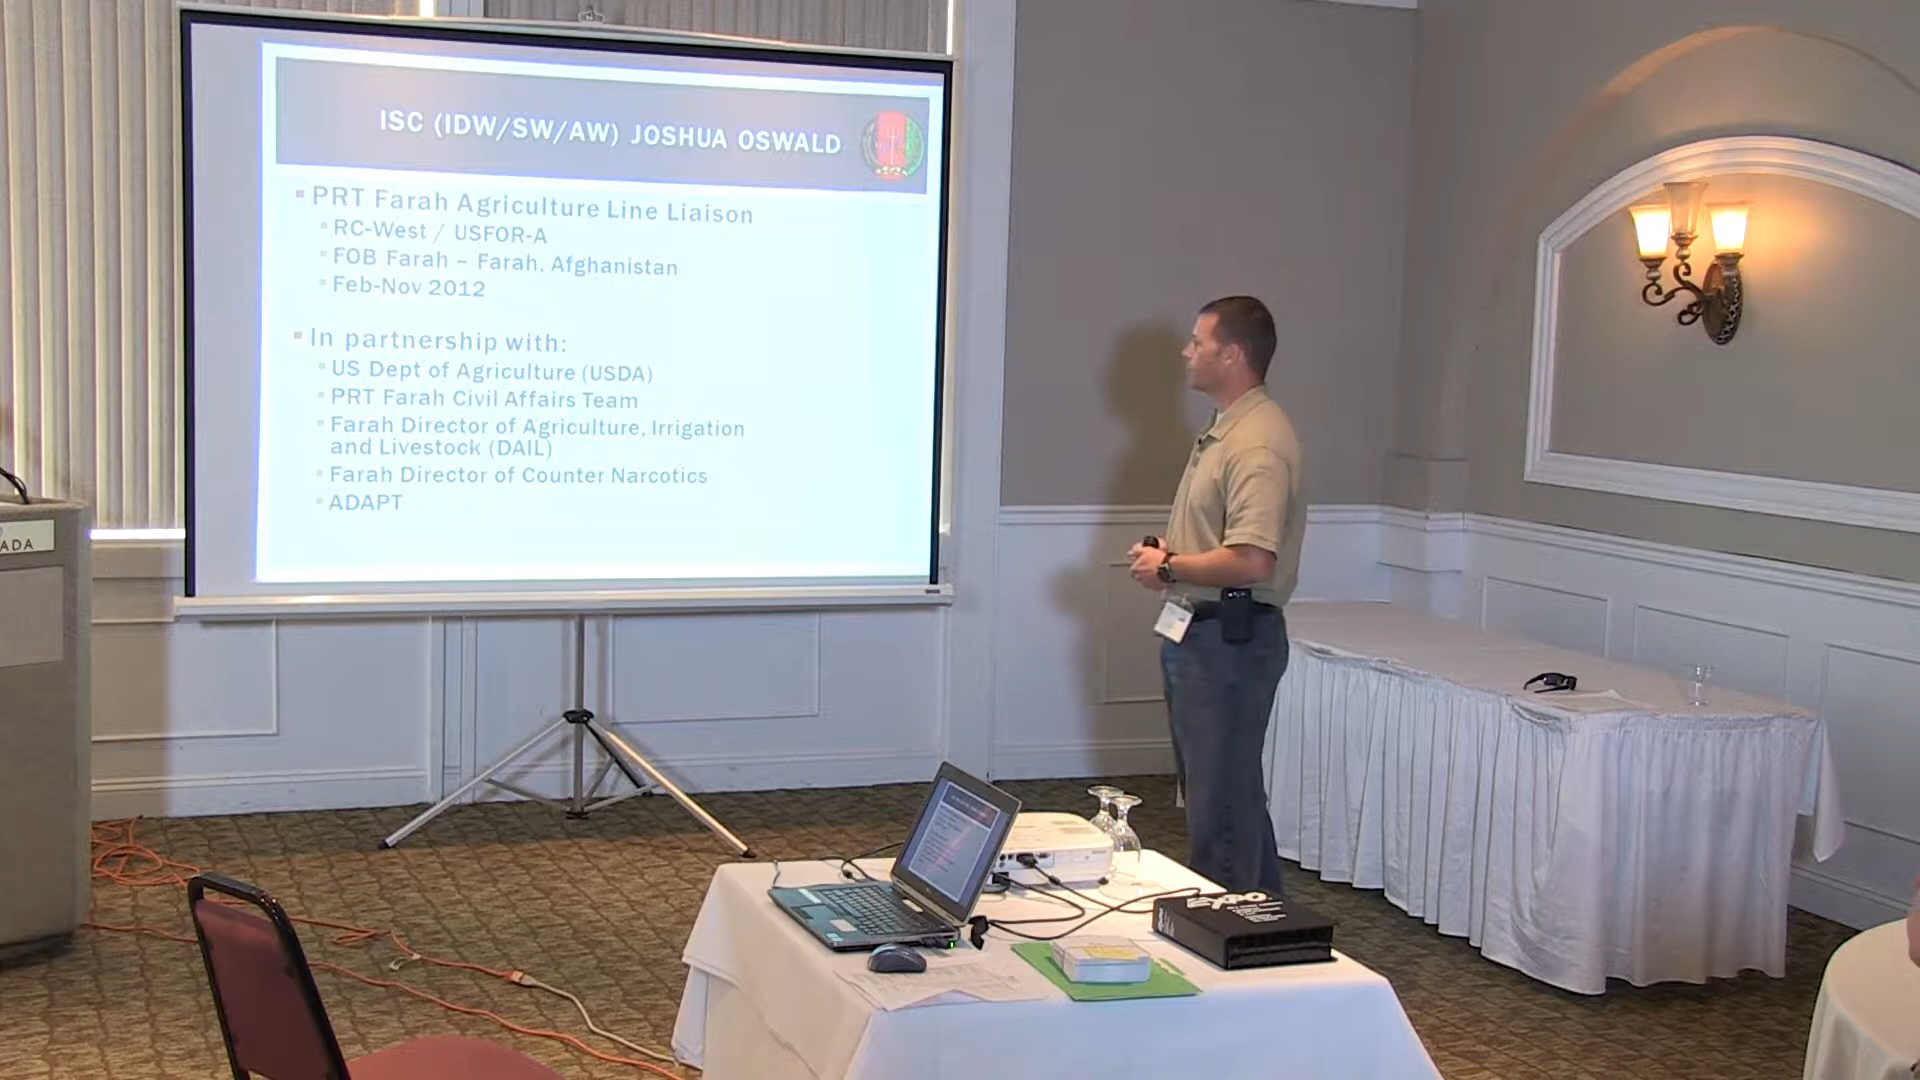 ISC (IDW/SW/AW) JOSHUA OSWALD
PRT Farah Agriculture Line Liaison
RC-West / USFOR-A
FOB Farah – Farah, Afghanistan
Feb-Nov 2012
In partnership with:
US Dept of Agriculture (USDA)
PRT Farah Civil Affairs Team
Farah Director of Agriculture, Irrigation
and Livestock (DAIL)
Farah Director of Counter Narcotics
ADAPT
ADA
EXPO